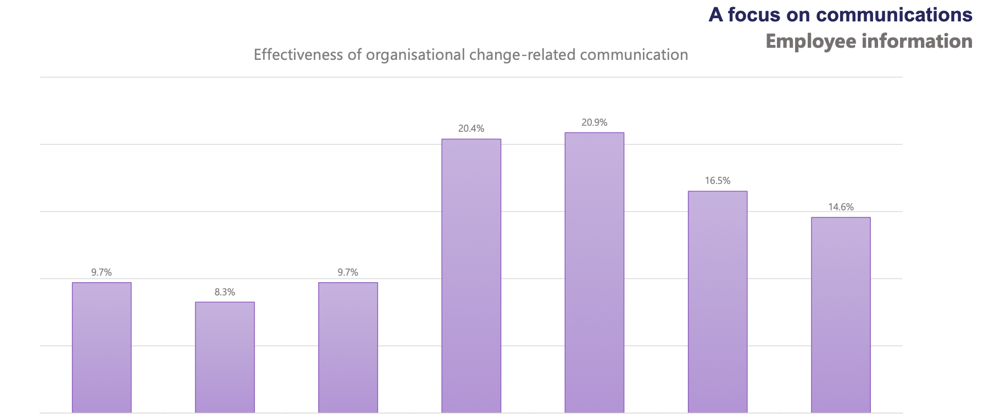 A focus on communications
Employee information
Effectiveness of organisational change-related communication
9.7%
8.3%
9.7%
20.4%
20.9%
16.5%
14.6%